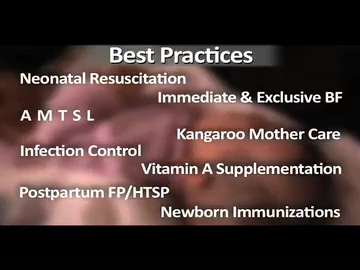 Best Practices
Neonatal Resuscitation
Immediate & Exclusive BF
A M T S L
Kangaroo Mother Care
Infection Control
Vitamin A Supplementation
Postpartum FP/HTSP
Newborn Immunizations